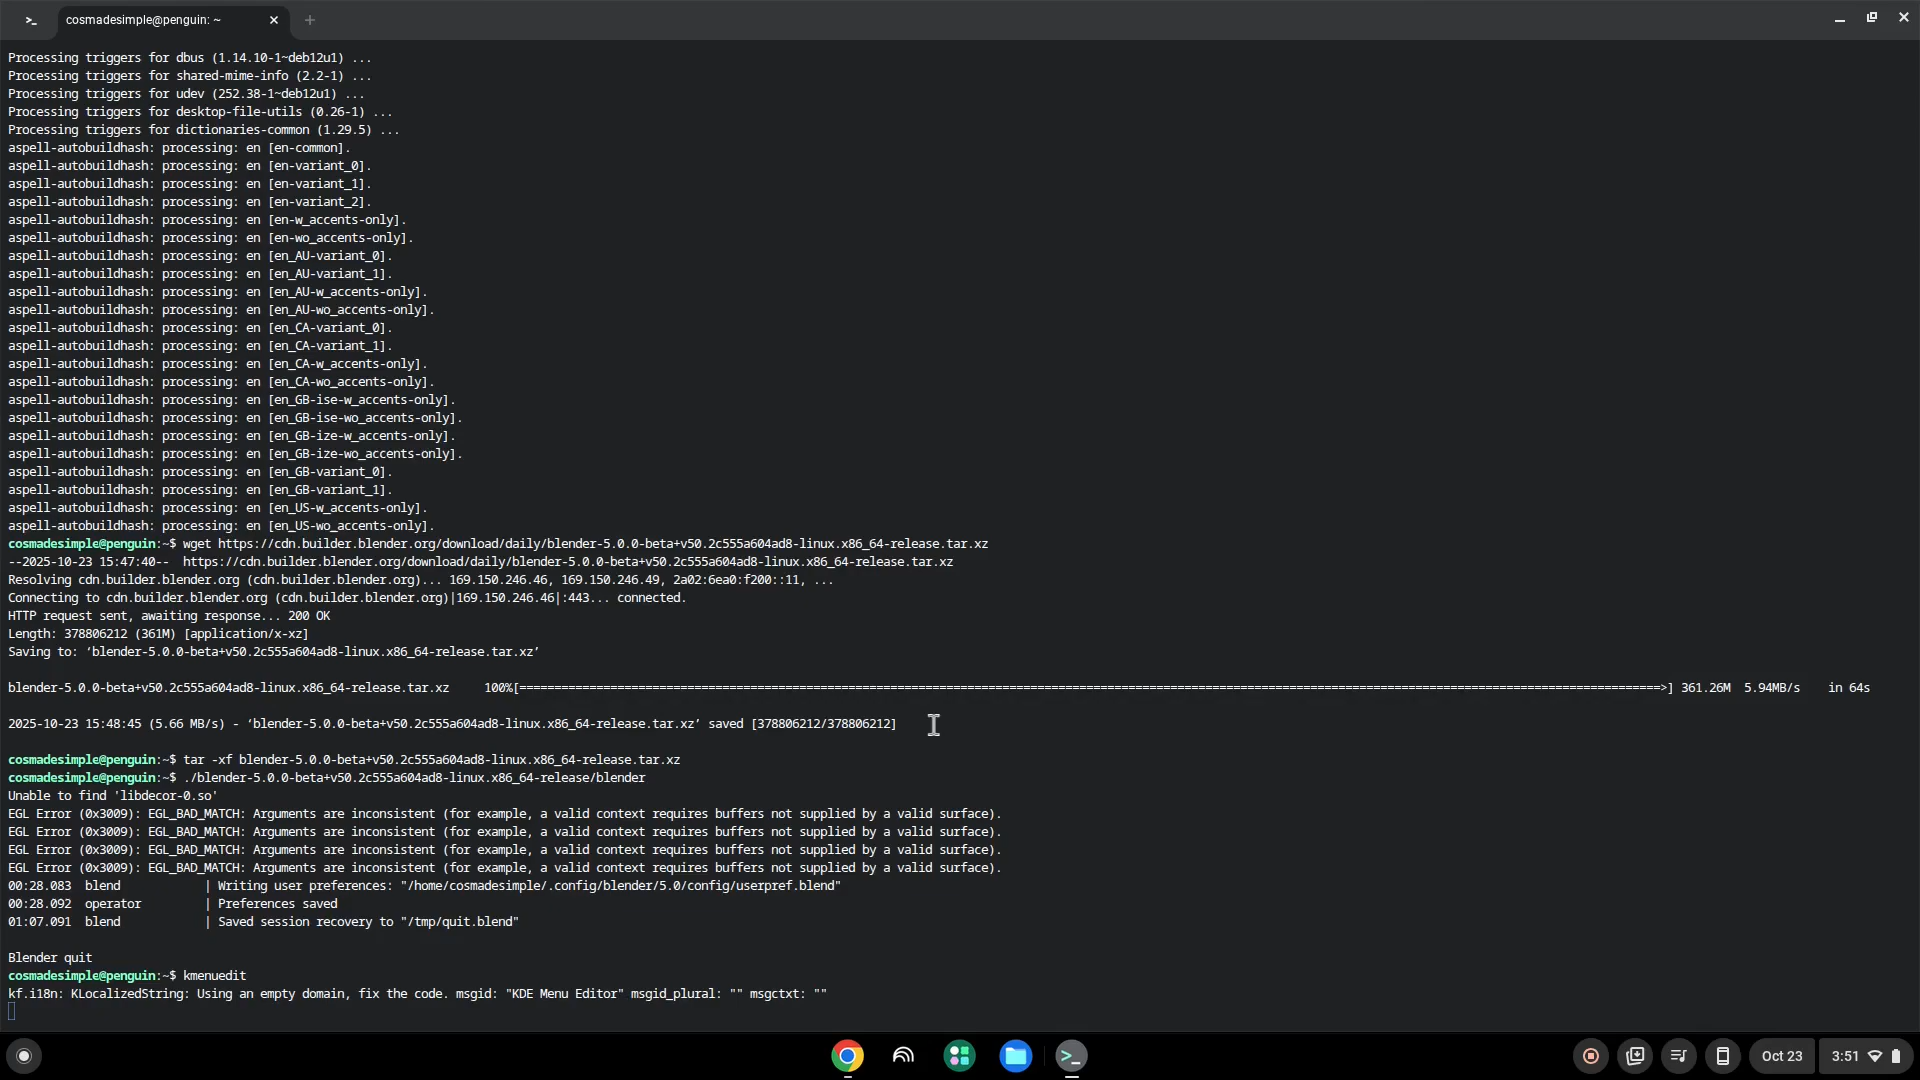 cosmadesimple@penguin: ~
Processing triggers for dbus (1.14.10-1~deb12u1) ...
Processing triggers for shared-mime-info (2.2-1) ...
Processing triggers for udev (252.38-1~deb12u1) ...
Processing triggers for desktop-file-utils (0.26-1) ...
Processing triggers for dictionaries-common (1.29.5) ...
aspell-autobuildhash: processing: en [en-common].
aspell-autobuildhash: processing: en [en-variant_0].
aspell-autobuildhash: processing: en [en-variant_1].
aspell-autobuildhash: processing: en [en-variant_2].
aspell-autobuildhash: processing: en [en-w_accents-only].
aspell-autobuildhash: processing: en [en-wo_accents-only].
aspell-autobuildhash: processing: en [en_AU-variant_0].
aspell-autobuildhash: processing: en [en_AU-variant_1].
aspell-autobuildhash: processing: en [en_AU-w_accents-only].
aspell-autobuildhash: processing: en [en_AU-wo_accents-only].
aspell-autobuildhash: processing: en [en_CA-variant_0].
aspell-autobuildhash: processing: en [en_CA-variant_1].
aspell-autobuildhash: processing: en [en_CA-w_accents-only].
aspell-autobuildhash: processing: en [en_CA-wo_accents-only].
aspell-autobuildhash: processing: en [en_GB-ise-w_accents-only].
aspell-autobuildhash: processing: en [en_GB-ise-wo_accents-only].
aspell-autobuildhash: processing: en [en_GB-ize-w_accents-only].
aspell-autobuildhash: processing: en [en_GB-ize-wo_accents-only].
aspell-autobuildhash: processing: en [en_GB-variant_0].
aspell-autobuildhash: processing: en [en_GB-variant_1].
aspell-autobuildhash: processing: en [en_US-w_accents-only].
aspell-autobuildhash: processing: en [en_US-wo_accents-only].
cosmadesimple@penguin:~$ wget https://cdn.builder.blender.org/download/daily/blender-5.0.0-beta+v50.2c555a604ad8-linux.x86_64-release.tar.xz
--2025-10-23 15:47:40--  https://cdn.builder.blender.org/download/daily/blender-5.0.0-beta+v50.2c555a604ad8-linux.x86_64-release.tar.xz
Resolving cdn.builder.blender.org (cdn.builder.blender.org)... 169.150.246.46, 169.150.246.49, 2a02:6ea0:f200::11, ...
Connecting to cdn.builder.blender.org (cdn.builder.blender.org)|169.150.246.46|:443... connected.
HTTP request sent, awaiting response... 200 OK
Length: 378806212 (361M) [application/x-xz]
Saving to: ‘blender-5.0.0-beta+v50.2c555a604ad8-linux.x86_64-release.tar.xz’
blender-5.0.0-beta+v50.2c555a604ad8-linux.x86_64-release.tar.xz     100%[===================================================>] 361.26M  5.94MB/s    in 64s
2025-10-23 15:48:45 (5.66 MB/s) - ‘blender-5.0.0-beta+v50.2c555a604ad8-linux.x86_64-release.tar.xz’ saved [378806212/378806212]
cosmadesimple@penguin:~$ tar -xf blender-5.0.0-beta+v50.2c555a604ad8-linux.x86_64-release.tar.xz
cosmadesimple@penguin:~$ ./blender-5.0.0-beta+v50.2c555a604ad8-linux.x86_64-release/blender
Unable to find 'libdecor-0.so'
EGL Error (0x3009): EGL_BAD_MATCH: Arguments are inconsistent (for example, a valid context requires buffers not supplied by a valid surface).
EGL Error (0x3009): EGL_BAD_MATCH: Arguments are inconsistent (for example, a valid context requires buffers not supplied by a valid surface).
EGL Error (0x3009): EGL_BAD_MATCH: Arguments are inconsistent (for example, a valid context requires buffers not supplied by a valid surface).
EGL Error (0x3009): EGL_BAD_MATCH: Arguments are inconsistent (for example, a valid context requires buffers not supplied by a valid surface).
00:28.083  blend            | Writing user preferences: "/home/cosmadesimple/.config/blender/5.0/config/userpref.blend"
00:28.092  operator         | Preferences saved
01:07.091  blend            | Saved session recovery to "/tmp/quit.blend"
Blender quit
cosmadesimple@penguin:~$ kmenuedit
kf.i18n: KLocalizedString: Using an empty domain, fix the code. msgid: "KDE Menu Editor" msgid_plural: "" msgctxt: ""
Oct 23
3:51